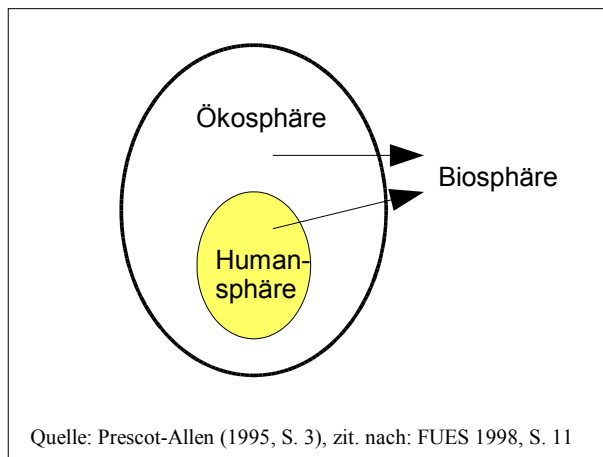 Ökosphäre
Biosphäre
Human-
sphäre
Quelle: Prescot-Allen (1995, S. 3), zit. nach: FUES 1998, S. 11